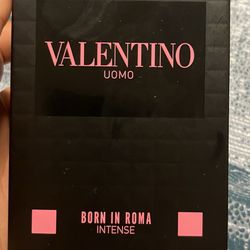 VALENTINO
UOMO
BORN IN ROMA
INTENSE